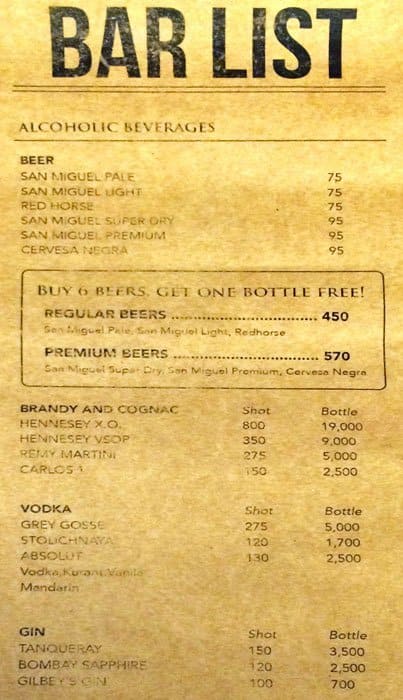 BAR LIST
ALCOHOLIC BEVERAGES
BEER
SAN MIGUEL PALE 75
SAN MIGUEL LIGHT 75
RED HORSE 75
SAN MIGUEL SUPER DRY 95
SAN MIGUEL PREMIUM 95
CERVESA NEGRA 95
BUY 6 BEERS, GET ONE BOTTLE FREE!
REGULAR BEERS ........................................ 450
San Miguel Pale, San Miguel Light, Redhorse
PREMIUM BEERS ........................................ 570
San Miguel Super Dry, San Miguel Premium, Cervesa Negra
BRANDY AND COGNAC Shot Bottle
HENNESEY X.O. 800 19,000
HENNESEY VSOP 350 9,000
REMY MARTINI 275 5,000
CARLOS 1 150 2,500
VODKA Shot Bottle
GREY GOSSE 275 5,000
STOLICHNAYA 120 1,700
ABSOLUT 130 2,500
Vodka, Kurant, Vanila
Mandarin
GIN Shot Bottle
TANQUERAY 150 3,500
BOMBAY SAPPHIRE 120 2,500
GILBEY'S GIN 100 700